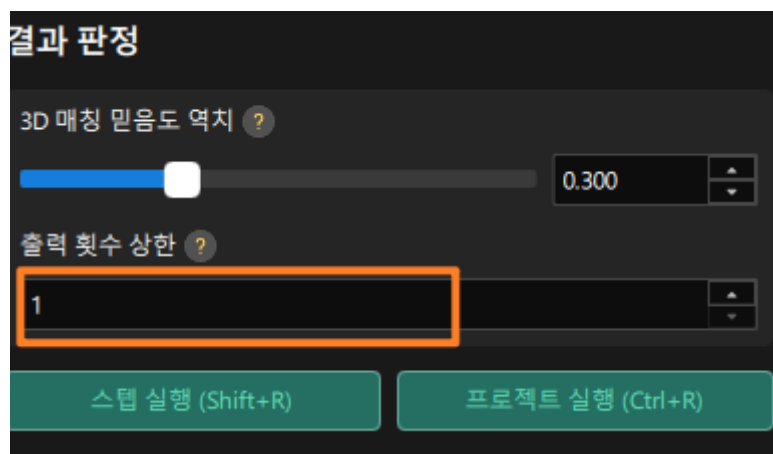 결과 판정
3D 매칭 믿음도 역치 ?
0.300
출력 횟수 상한 ?
1
스텝 실행 (Shift+R) 프로젝트 실행 (Ctrl+R)